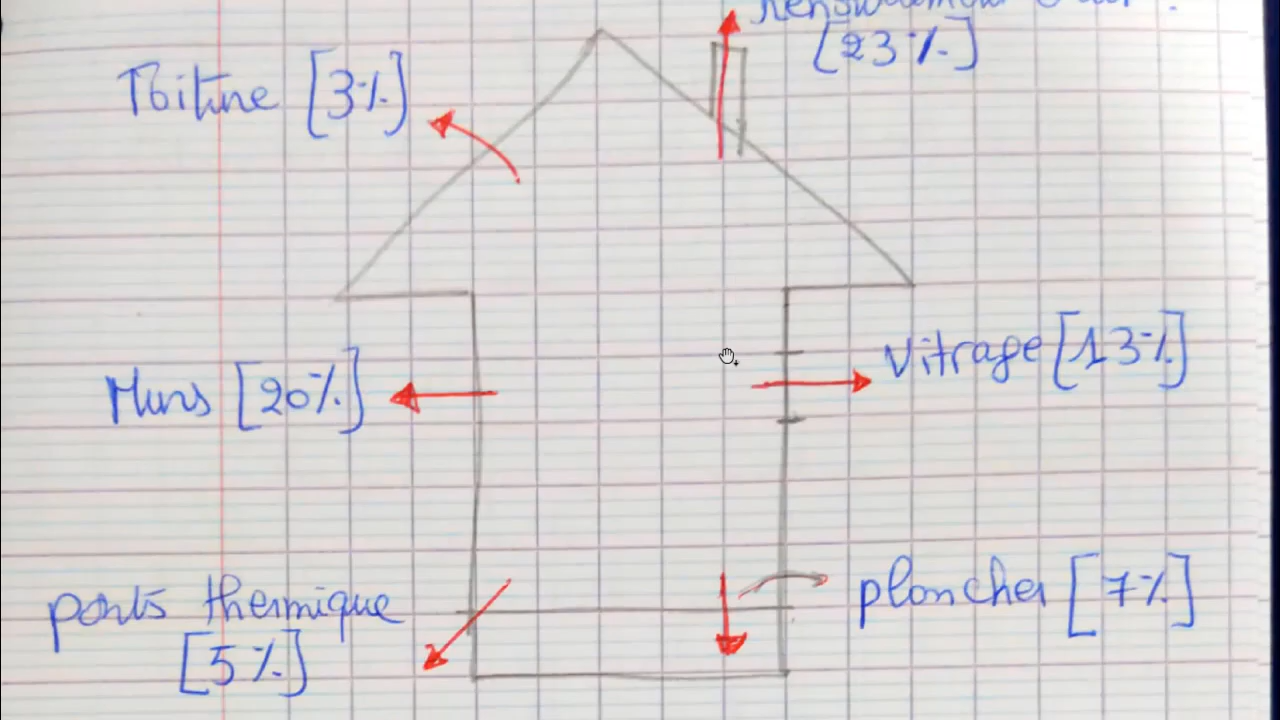 [23%]
Toiture [3%]
Vitrage [13%]
Murs [20%]
plancher [7%]
ponts thermique
[5%]